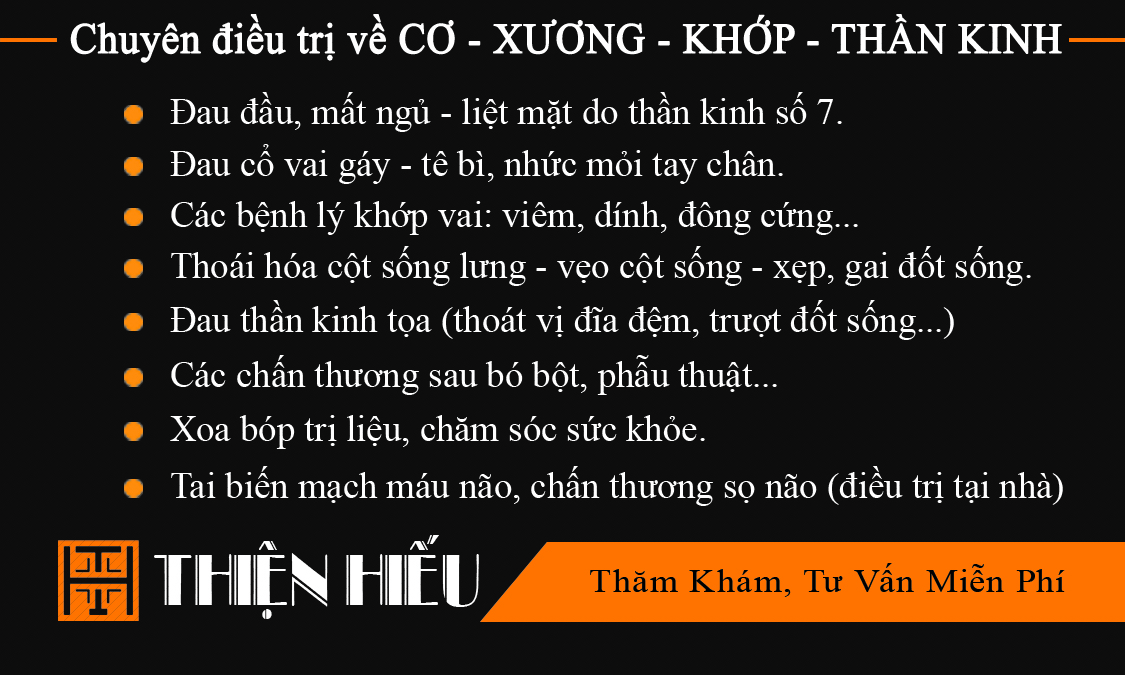 Chuyên điều trị về CƠ - XƯƠNG - KHỚP - THẦN KINH
Đau đầu, mất ngủ - liệt mặt do thần kinh số 7.
Đau cổ vai gáy - tê bì, nhức mỏi tay chân.
Các bệnh lý khớp vai: viêm, dính, đông cứng...
Thoái hóa cột sống lưng - vẹo cột sống - xẹp, gai đốt sống.
Đau thần kinh tọa (thoát vị đĩa đệm, trượt đốt sống...)
Các chấn thương sau bó bột, phẫu thuật...
Xoa bóp trị liệu, chăm sóc sức khỏe.
Tai biến mạch máu não, chấn thương sọ não (điều trị tại nhà)
THIỆN HIẾU
Thăm Khám, Tư Vấn Miễn Phí